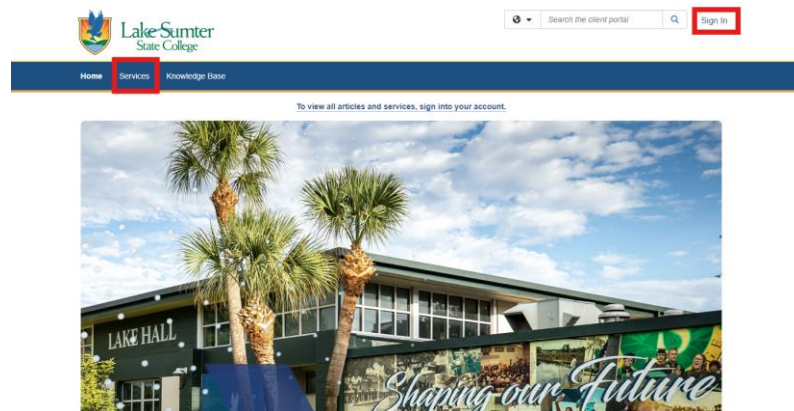 Lake-Sumter
State College
Search the client portal
Sign In
Home Services Knowledge Base
To view all articles and services, sign into your account.
LAKE HALL
Shaping our Future